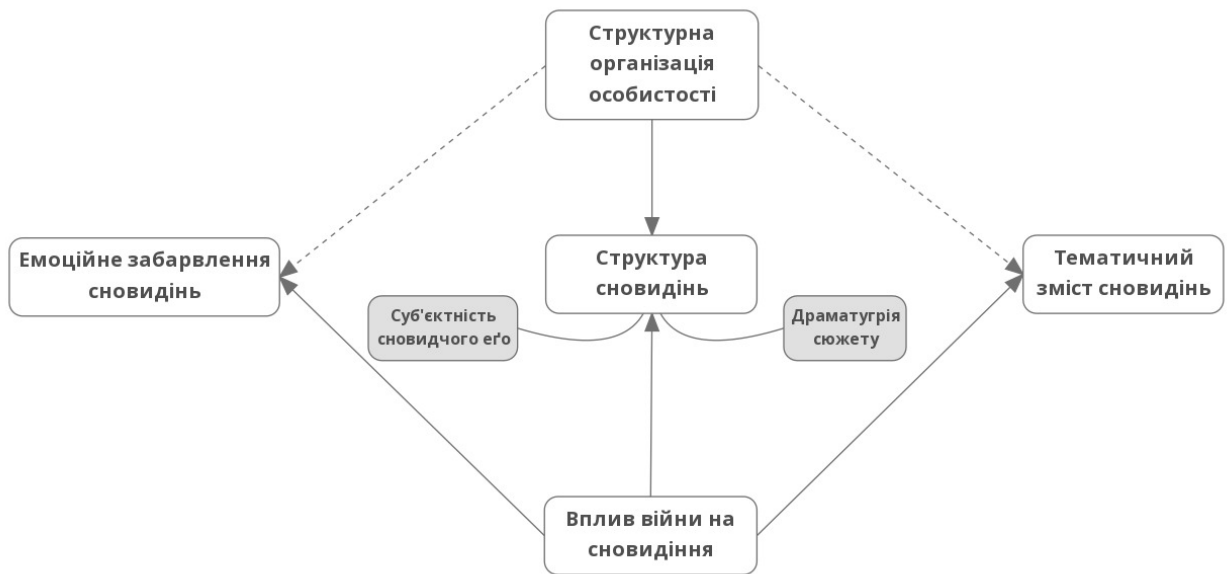 Структурна
організація
особистості
Емоційне забарвлення
сновидінь
Структура
сновидінь
Тематичний
зміст сновидінь
Суб'єктність
сновидчого еґо
Драматугрія
сюжету
Вплив війни на
сновидіння